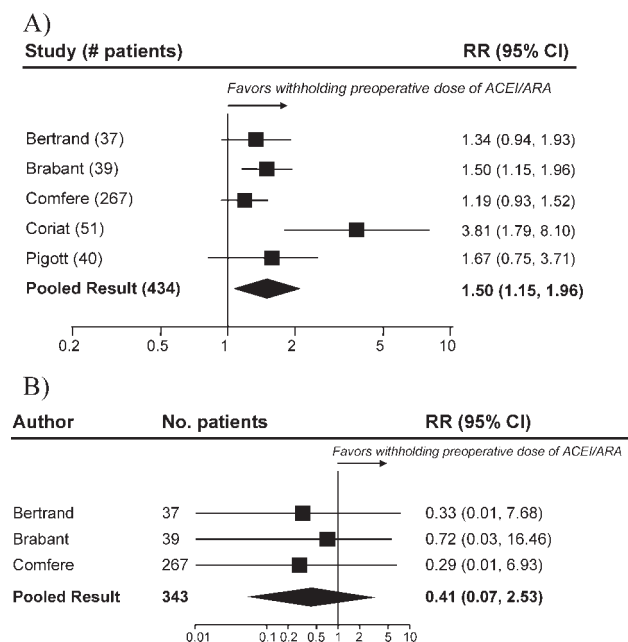 A)
Study (# patients) RR (95% CI)
Favors withholding preoperative dose of ACEI/ARA
Bertrand (37) 1.34 (0.94, 1.93)
Brabant (39) 1.50 (1.15, 1.96)
Comfere (267) 1.19 (0.93, 1.52)
Coriat (51) 3.81 (1.79, 8.10)
Pigott (40) 1.67 (0.75, 3.71)
Pooled Result (434) 1.50 (1.15, 1.96)
0.2 0.5 1 2 5 10
B)
Author No. patients RR (95% CI)
Favors withholding preoperative dose of ACEI/ARA
Bertrand 37 0.33 (0.01, 7.68)
Brabant 39 0.72 (0.03, 16.46)
Comfere 267 0.29 (0.01, 6.93)
Pooled Result 343 0.41 (0.07, 2.53)
0.01 0.1 0.2 0.5 1 2 5 10